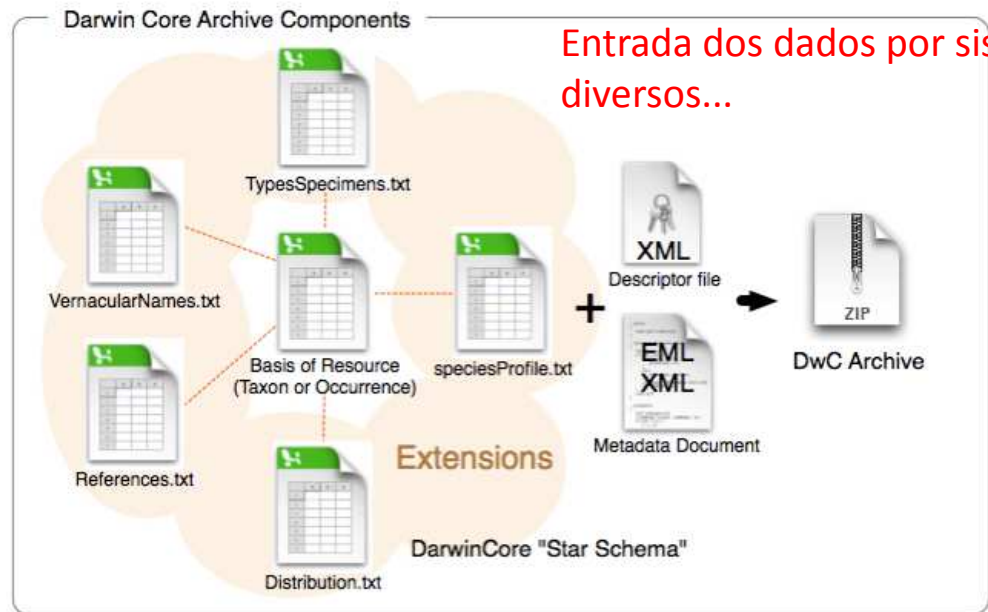 Darwin Core Archive Components
Entrada dos dados por sis
diversos...
TypesSpecimens.txt
VernacularNames.txt
Basis of Resource
(Taxon or Occurrence)
speciesProfile.txt
References.txt
Distribution.txt
Extensions
DarwinCore "Star Schema"
+
XML
Descriptor file
EML
XML
Metadata Document
ZIP
DwC Archive